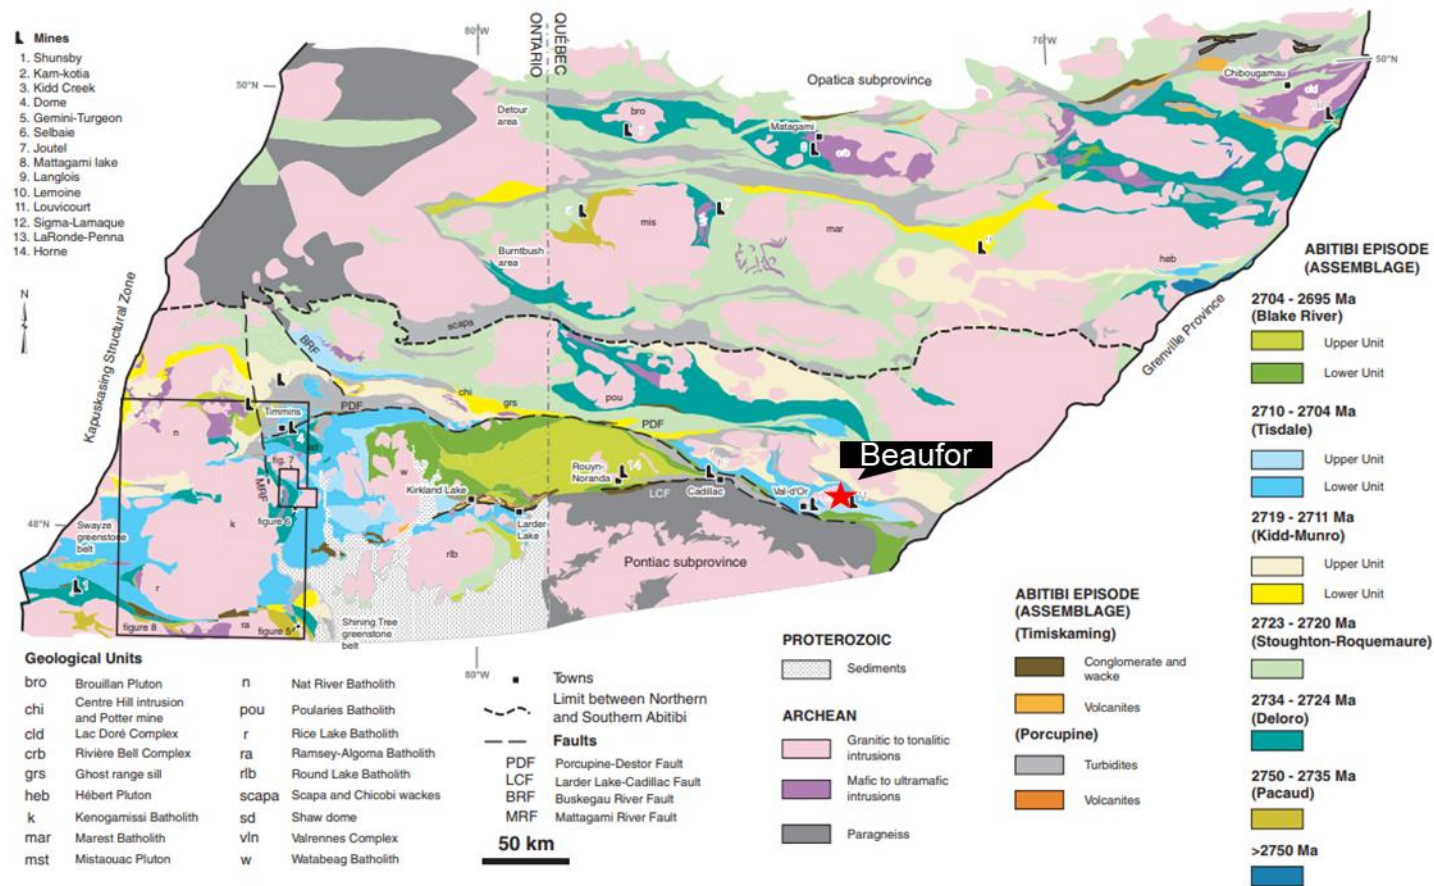 Mines
1. Shunsby
2. Kam-kotia
3. Kidd Creek
4. Dome
5. Gemini-Turgeon
6. Selbaie
7. Joutel
8. Mattagami lake
9. Langlois
10. Lemoine
11. Louvicourt
12. Sigma-Lamaque
13. LaRonde-Penna
14. Horne
N
80°W
QUÉBEC
ONTARIO
76°W
50°N
50°N
48°N
Opatica subprovince
Chibougamau
cld
Detour
area
bro
Matagami
8
crb
mis
mar
Burntbush
area
heb
Kapuskasing Structural Zone
Grenville Province
scapa
BRF
chi
grs
pou
PDF
PDF
Timmins
4
n
fig. 7
MRF
figure 6
k
w
Kirkland Lake
Rouyn-
Noranda
14
LCF
Cadillac
Val-d'Or
Beaufor
Larder
Lake
Swayze
greenstone
belt
1
r
rlb
Pontiac subprovince
figure 8
ra
figure 5
Shining Tree
greenstone
belt
80°W
Geological Units
bro Brouillan Pluton
chi Centre Hill intrusion
and Potter mine
cld Lac Doré Complex
crb Rivière Bell Complex
grs Ghost range sill
heb Hébert Pluton
k Kenogamissi Batholith
mar Marest Batholith
mst Mistaouac Pluton
n Nat River Batholith
pou Poularies Batholith
r Rice Lake Batholith
ra Ramsey-Algoma Batholith
rlb Round Lake Batholith
scapa Scapa and Chicobi wackes
sd Shaw dome
vln Valrennes Complex
w Watabeag Batholith
Towns
Limit between Northern
and Southern Abitibi
Faults
PDF Porcupine-Destor Fault
LCF Larder Lake-Cadillac Fault
BRF Buskegau River Fault
MRF Mattagami River Fault
50 km
PROTEROZOIC
Sediments
ARCHEAN
Granitic to tonalitic
intrusions
Mafic to ultramafic
intrusions
Paragneiss
ABITIBI EPISODE
(ASSEMBLAGE)
(Timiskaming)
Conglomerate and
wacke
Volcanites
(Porcupine)
Turbidites
Volcanites
ABITIBI EPISODE
(ASSEMBLAGE)
2704 - 2695 Ma
(Blake River)
Upper Unit
Lower Unit
2710 - 2704 Ma
(Tisdale)
Upper Unit
Lower Unit
2719 - 2711 Ma
(Kidd-Munro)
Upper Unit
Lower Unit
2723 - 2720 Ma
(Stoughton-Roquemaure)
2734 - 2724 Ma
(Deloro)
2750 - 2735 Ma
(Pacaud)
>2750 Ma